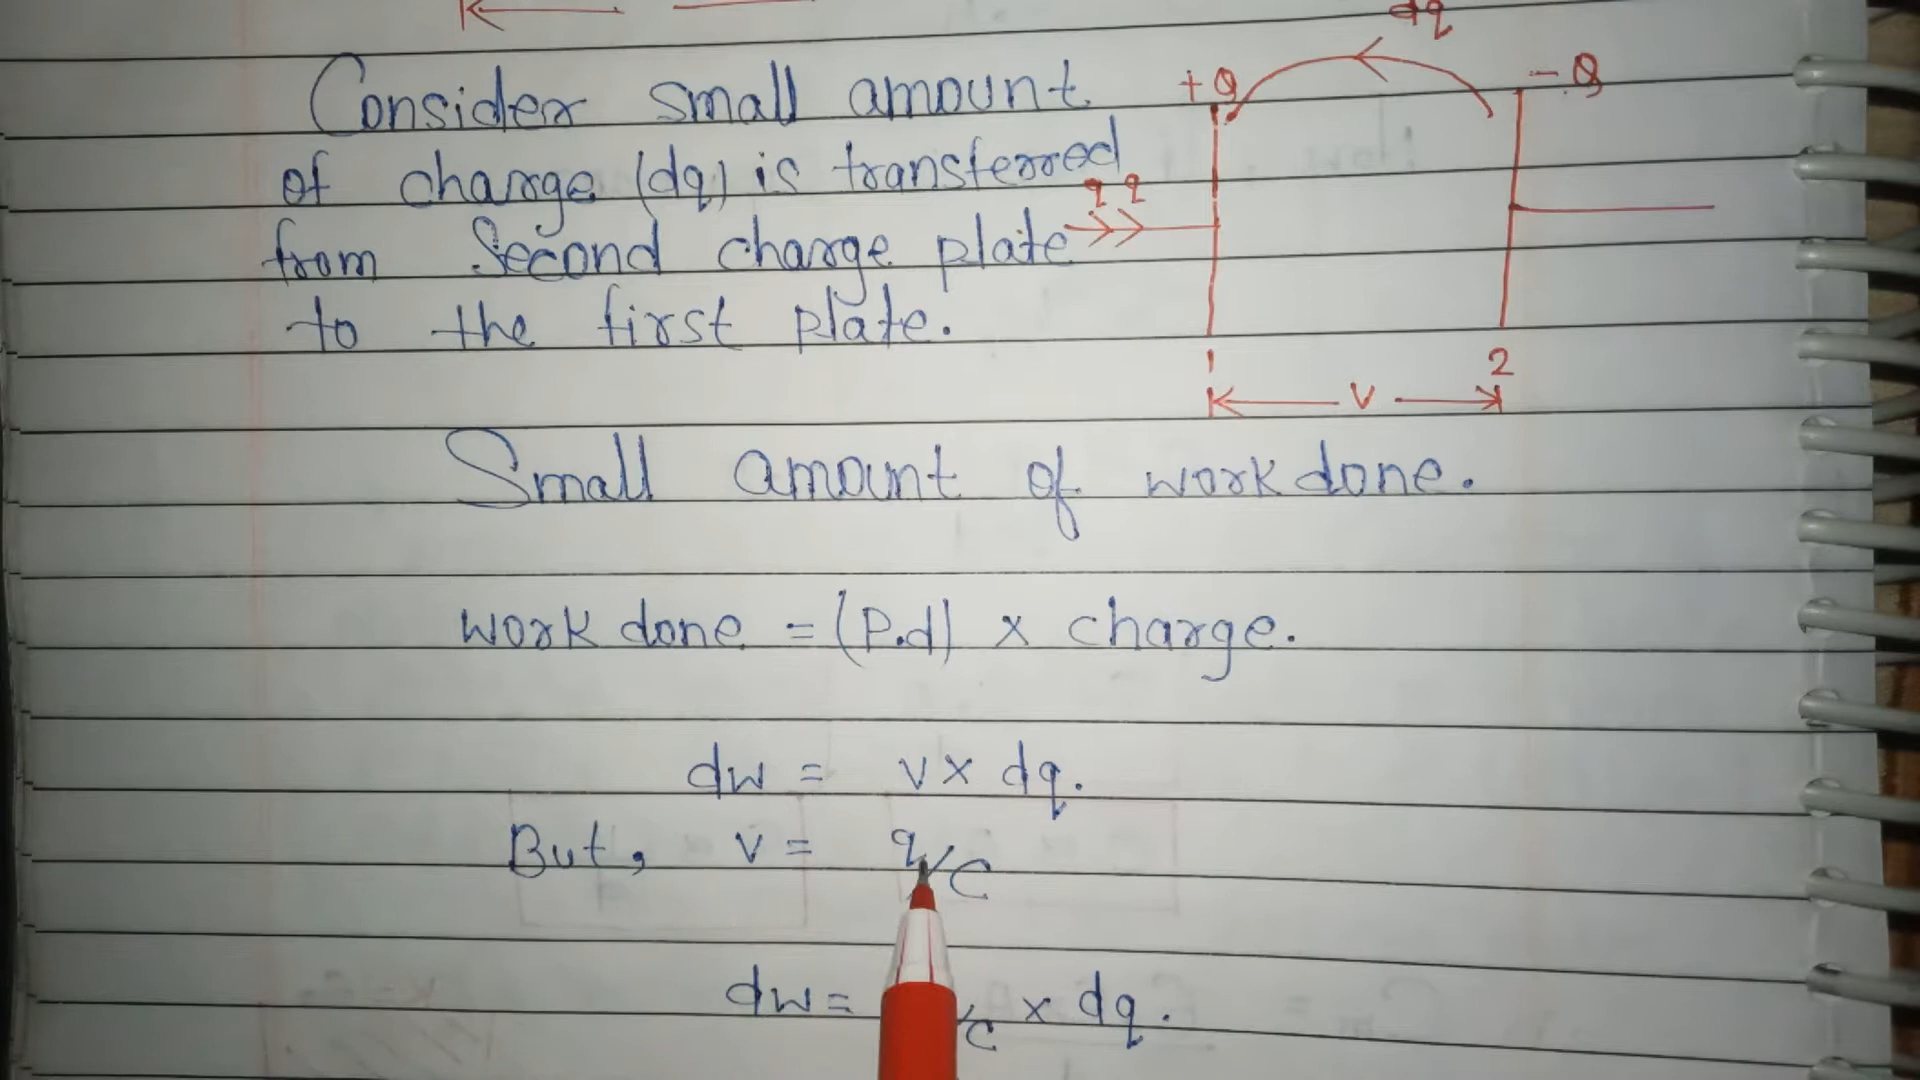 dq
Consider small amount
+Q
-Q
of charge (dq) is transferred
q q
from Second charge plate
to the first plate.
1
2
V
Small amount of work done.
work done = (P.d) x charge.
dw = v x dq.
But, v = q/C
dw = /C x dq.